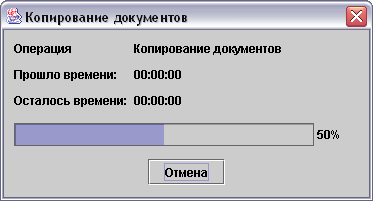 Копирование документов
Операция Копирование документов
Прошло времени: 00:00:00
Осталось времени: 00:00:00
50%
Отмена